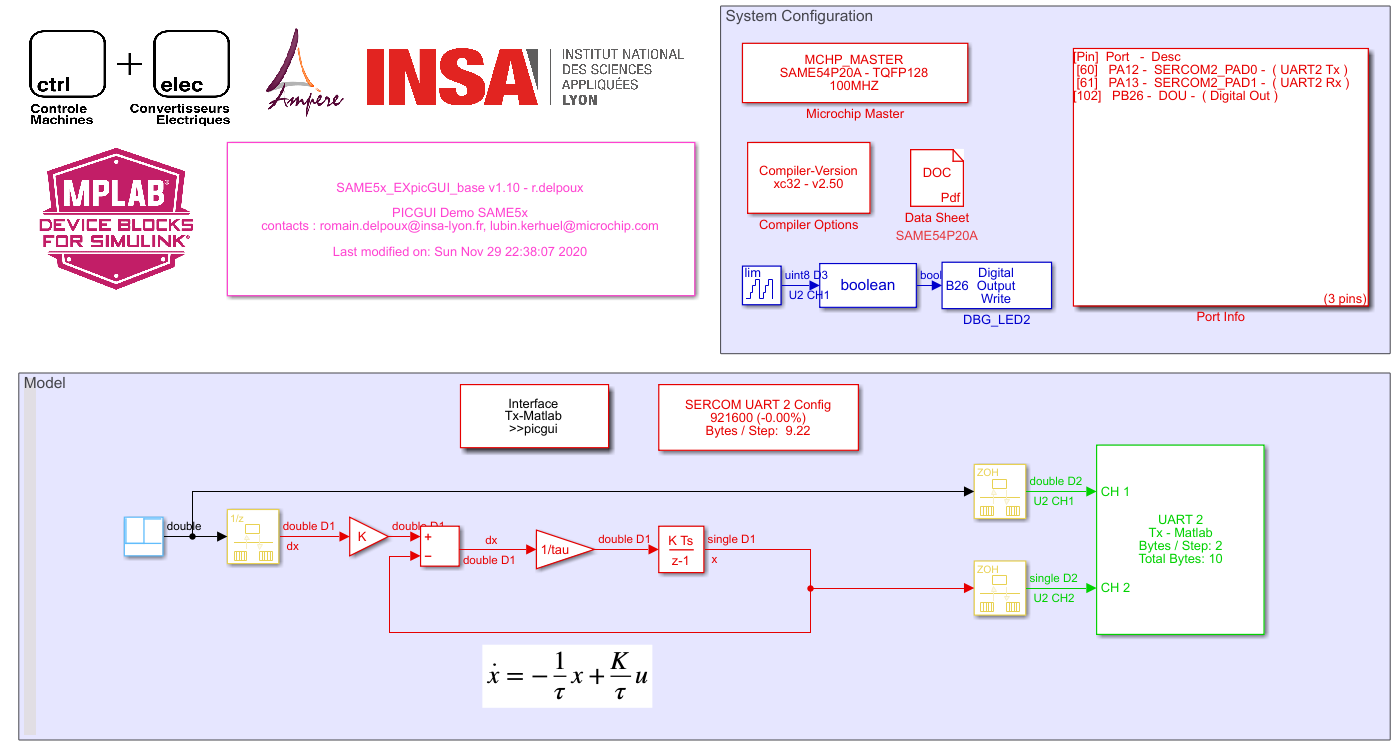 ctrl
+
elec
Controle
Machines
Convertisseurs
Electriques
Ampère
INSA
INSTITUT NATIONAL
DES SCIENCES
APPLIQUÉES
LYON
MPLAB
DEVICE BLOCKS
FOR SIMULINK
SAME5x_EXpicGUI_base v1.10 - r.delpoux
PICGUI Demo SAME5x
contacts : romain.delpoux@insa-lyon.fr, lubin.kerhuel@microchip.com
Last modified on: Sun Nov 29 22:38:07 2020
System Configuration
MCHP_MASTER
SAME54P20A - TQFP128
100MHZ
Microchip Master
Compiler-Version
xc32 - v2.50
Compiler Options
DOC
Pdf
Data Sheet
SAME54P20A
lim
uint8 D3
U2 CH1
boolean
bool
B26
Digital
Output
Write
DBG_LED2
[Pin] Port - Desc
[60] PA12 - SERCOM2_PAD0 - ( UART2 Tx )
[61] PA13 - SERCOM2_PAD1 - ( UART2 Rx )
[102] PB26 - DOU - ( Digital Out )
(3 pins)
Port Info
Model
Interface
Tx-Matlab
>>picgui
SERCOM UART 2 Config
921600 (-0.00%)
Bytes / Step: 9.22
double
1/z
double D1
dx
K
double D1
+
−
dx
double D1
1/tau
double D1
K Ts
z-1
single D1
x
ZOH
double D2
U2 CH1
ZOH
single D2
U2 CH2
CH 1
CH 2
UART 2
Tx - Matlab
Bytes / Step: 2
Total Bytes: 10
ẋ = −1/τ x + K/τ u